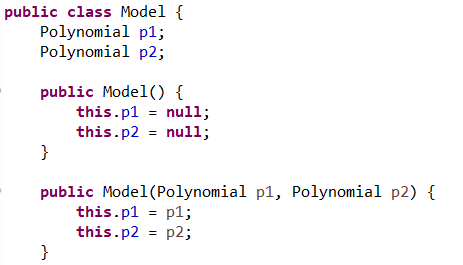 public class Model {
    Polynomial p1;
    Polynomial p2;

    public Model() {
        this.p1 = null;
        this.p2 = null;
    }

    public Model(Polynomial p1, Polynomial p2) {
        this.p1 = p1;
        this.p2 = p2;
    }